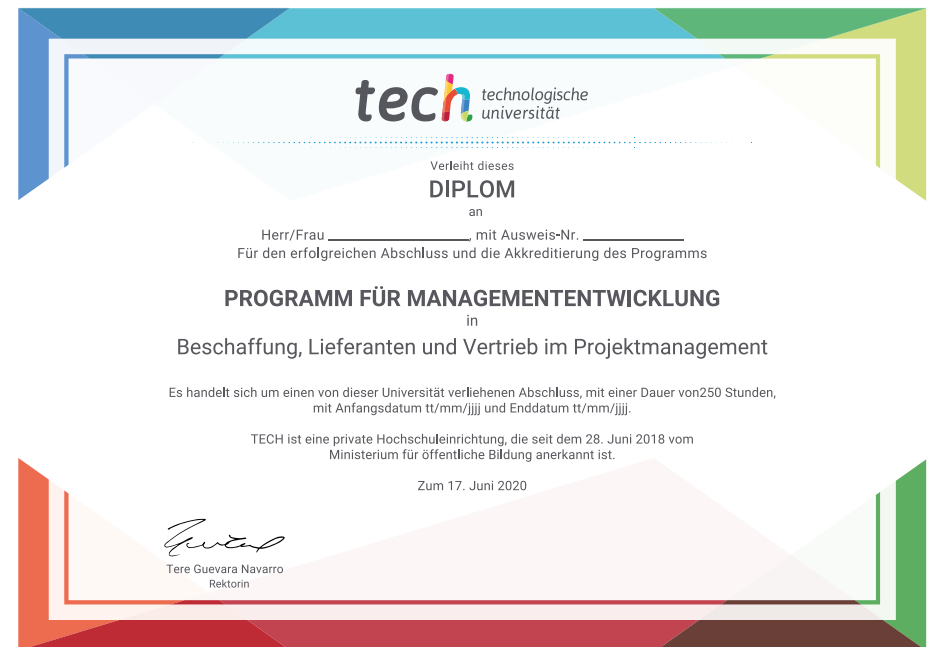 tech technologische
universität
Verleiht dieses
DIPLOM
an
Herr/Frau ____________________, mit Ausweis-Nr. ______________
Für den erfolgreichen Abschluss und die Akkreditierung des Programms
PROGRAMM FÜR MANAGEMENTENTWICKLUNG
in
Beschaffung, Lieferanten und Vertrieb im Projektmanagement
Es handelt sich um einen von dieser Universität verliehenen Abschluss, mit einer Dauer von250 Stunden,
mit Anfangsdatum tt/mm/jjjj und Enddatum tt/mm/jjjj.
TECH ist eine private Hochschuleinrichtung, die seit dem 28. Juni 2018 vom
Ministerium für öffentliche Bildung anerkannt ist.
Zum 17. Juni 2020
Tere Guevara Navarro
Rektorin